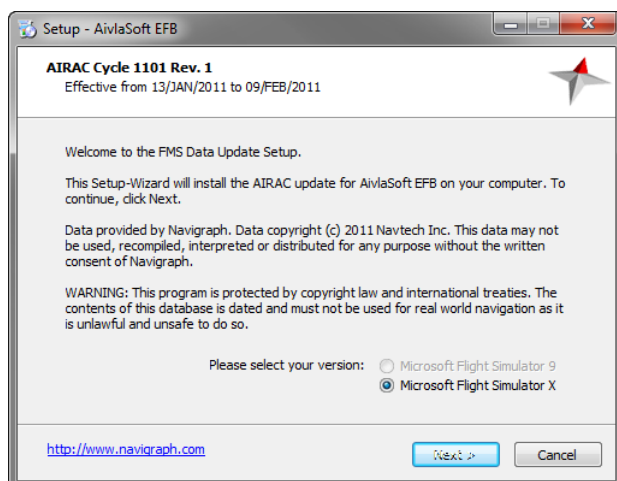 Setup - AivlaSoft EFB
AIRAC Cycle 1101 Rev. 1
Effective from 13/JAN/2011 to 09/FEB/2011
Welcome to the FMS Data Update Setup.
This Setup-Wizard will install the AIRAC update for AivlaSoft EFB on your computer. To
continue, click Next.
Data provided by Navigraph. Data copyright (c) 2011 Navtech Inc. This data may not
be used, recompiled, interpreted or distributed for any purpose without the written
consent of Navigraph.
WARNING: This program is protected by copyright law and international treaties. The
contents of this database is dated and must not be used for real world navigation as it
is unlawful and unsafe to do so.
Please select your version:
Microsoft Flight Simulator 9
Microsoft Flight Simulator X
http://www.navigraph.com
Next >
Cancel